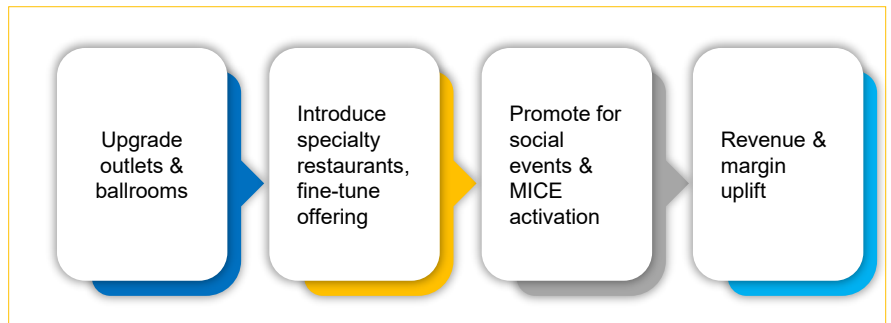 Upgrade
outlets &
ballrooms
Introduce
specialty
restaurants,
fine-tune
offering
Promote for
social
events &
MICE
activation
Revenue &
margin
uplift